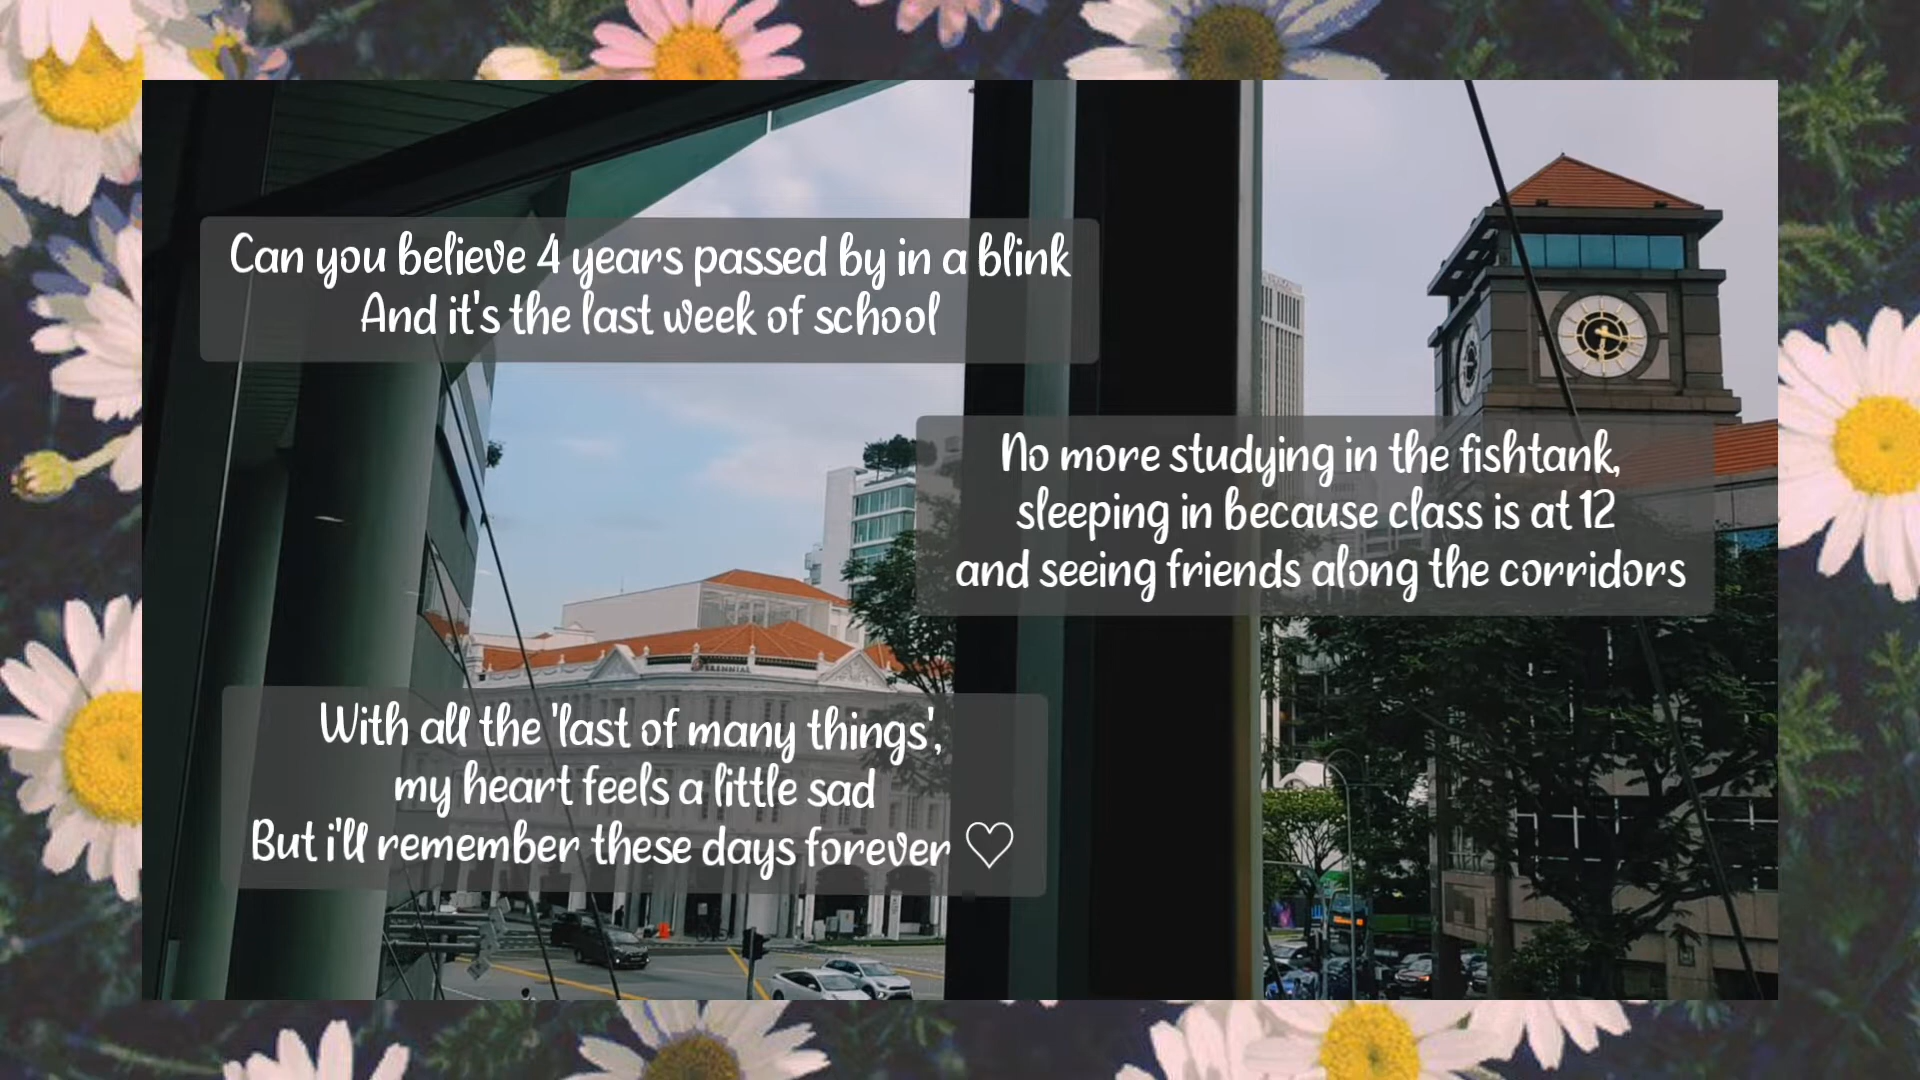 Can you believe 4 years passed by in a blink
And it's the last week of school
No more studying in the fishtank,
sleeping in because class is at 12
and seeing friends along the corridors
PERENNIAL
With all the 'last of many things',
my heart feels a little sad
But i'll remember these days forever ♡